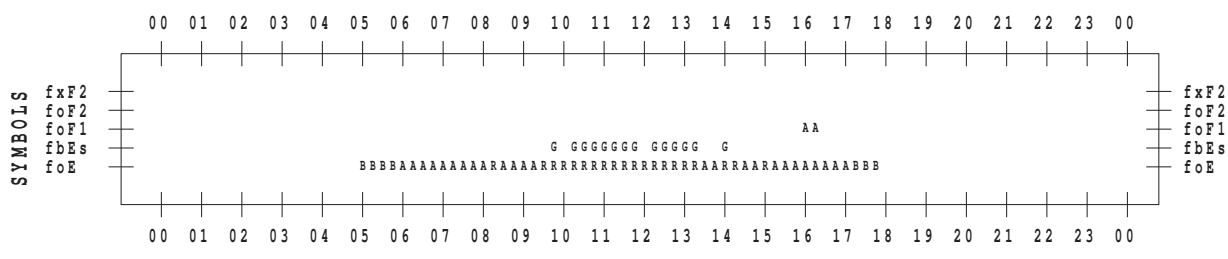 00 01 02 03 04 05 06 07 08 09 10 11 12 13 14 15 16 17 18 19 20 21 22 23 00
SYMBOLS
fxF2 fxF2
foF2 foF2
foF1 AA foF1
fbEs G GGGGGGG GGGGG G fbEs
foE BBBBAAAAAAAAARAAAARRRRRRRRRRRRRRRRAARRAARAAAAAAAABBB foE
00 01 02 03 04 05 06 07 08 09 10 11 12 13 14 15 16 17 18 19 20 21 22 23 00